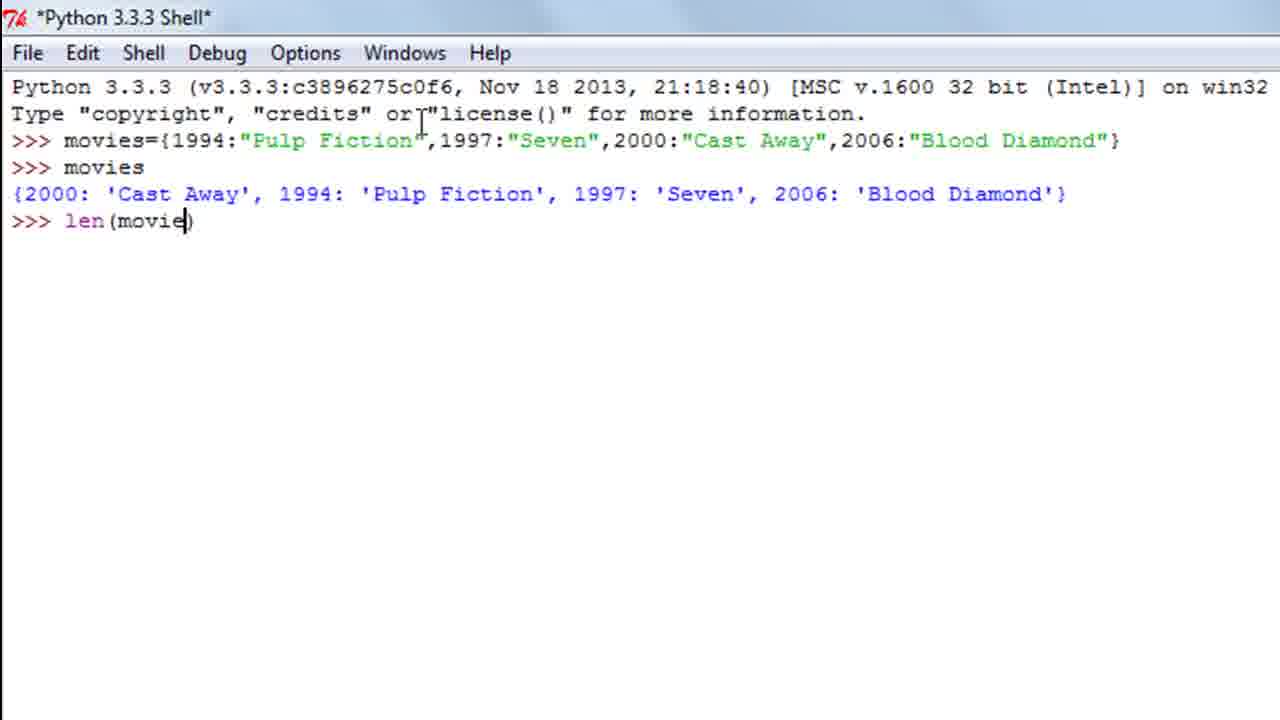 *Python 3.3.3 Shell*
File Edit Shell Debug Options Windows Help
Python 3.3.3 (v3.3.3:c3896275c0f6, Nov 18 2013, 21:18:40) [MSC v.1600 32 bit (Intel)] on win32
Type "copyright", "credits" or "license()" for more information.
>>> movies={1994:"Pulp Fiction",1997:"Seven",2000:"Cast Away",2006:"Blood Diamond"}
>>> movies
{2000: 'Cast Away', 1994: 'Pulp Fiction', 1997: 'Seven', 2006: 'Blood Diamond'}
>>> len(movie)